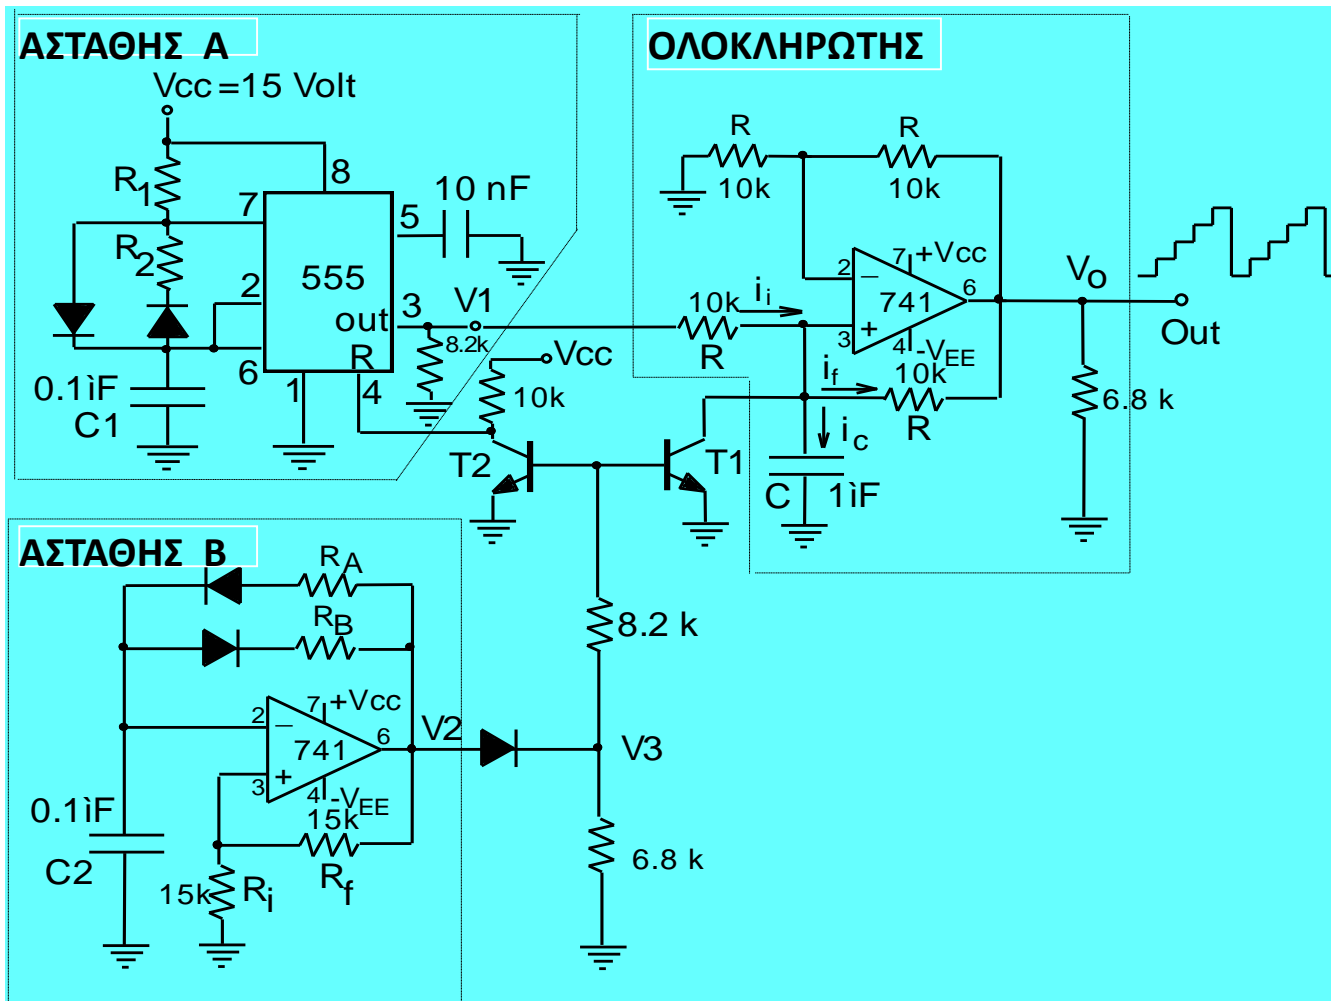 ΑΣΤΑΘΗΣ Α
Vcc=15 Volt
R1
R2
7
8
5
10 nF
2
555
6
out
3
V1
R
1
4
8.2k
Vcc
10k
0.1ìF
C1
T2
T1
ΟΛΟΚΛΗΡΩΤΗΣ
R
R
10k
10k
2
7
+Vcc
741
6
3
4
-VEE
10k
ii
R
if
10k
R
ic
C
1ìF
Vo
Out
6.8 k
ΑΣΤΑΘΗΣ Β
RA
RB
7
+Vcc
2
741
6
3
4
-VEE
V2
V3
0.1ìF
C2
15k
Rf
15k
Ri
8.2 k
6.8 k